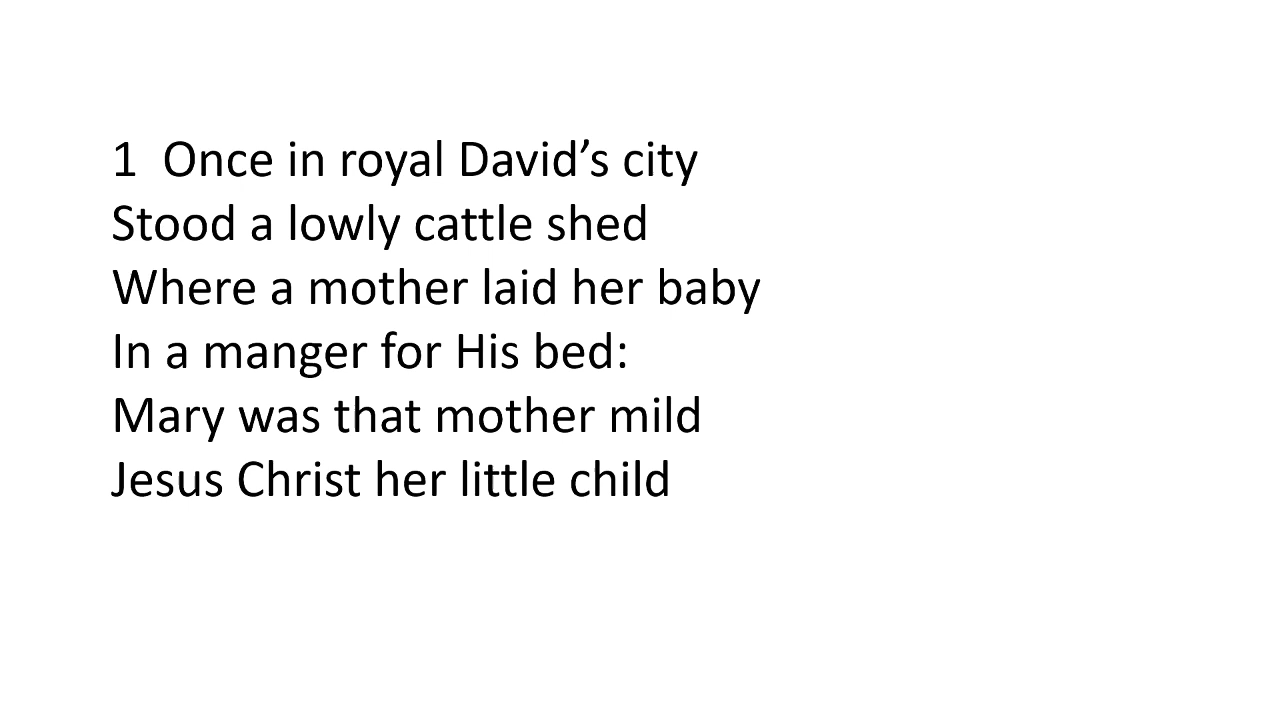 1  Once in royal David’s city
Stood a lowly cattle shed
Where a mother laid her baby
In a manger for His bed:
Mary was that mother mild
Jesus Christ her little child